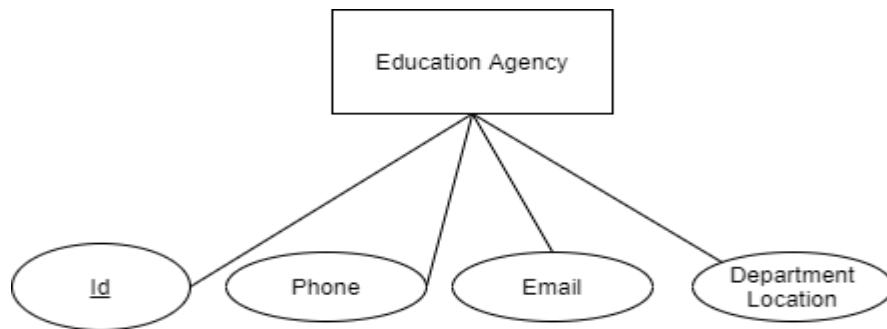 Education Agency
Id
Phone
Email
Department
Location